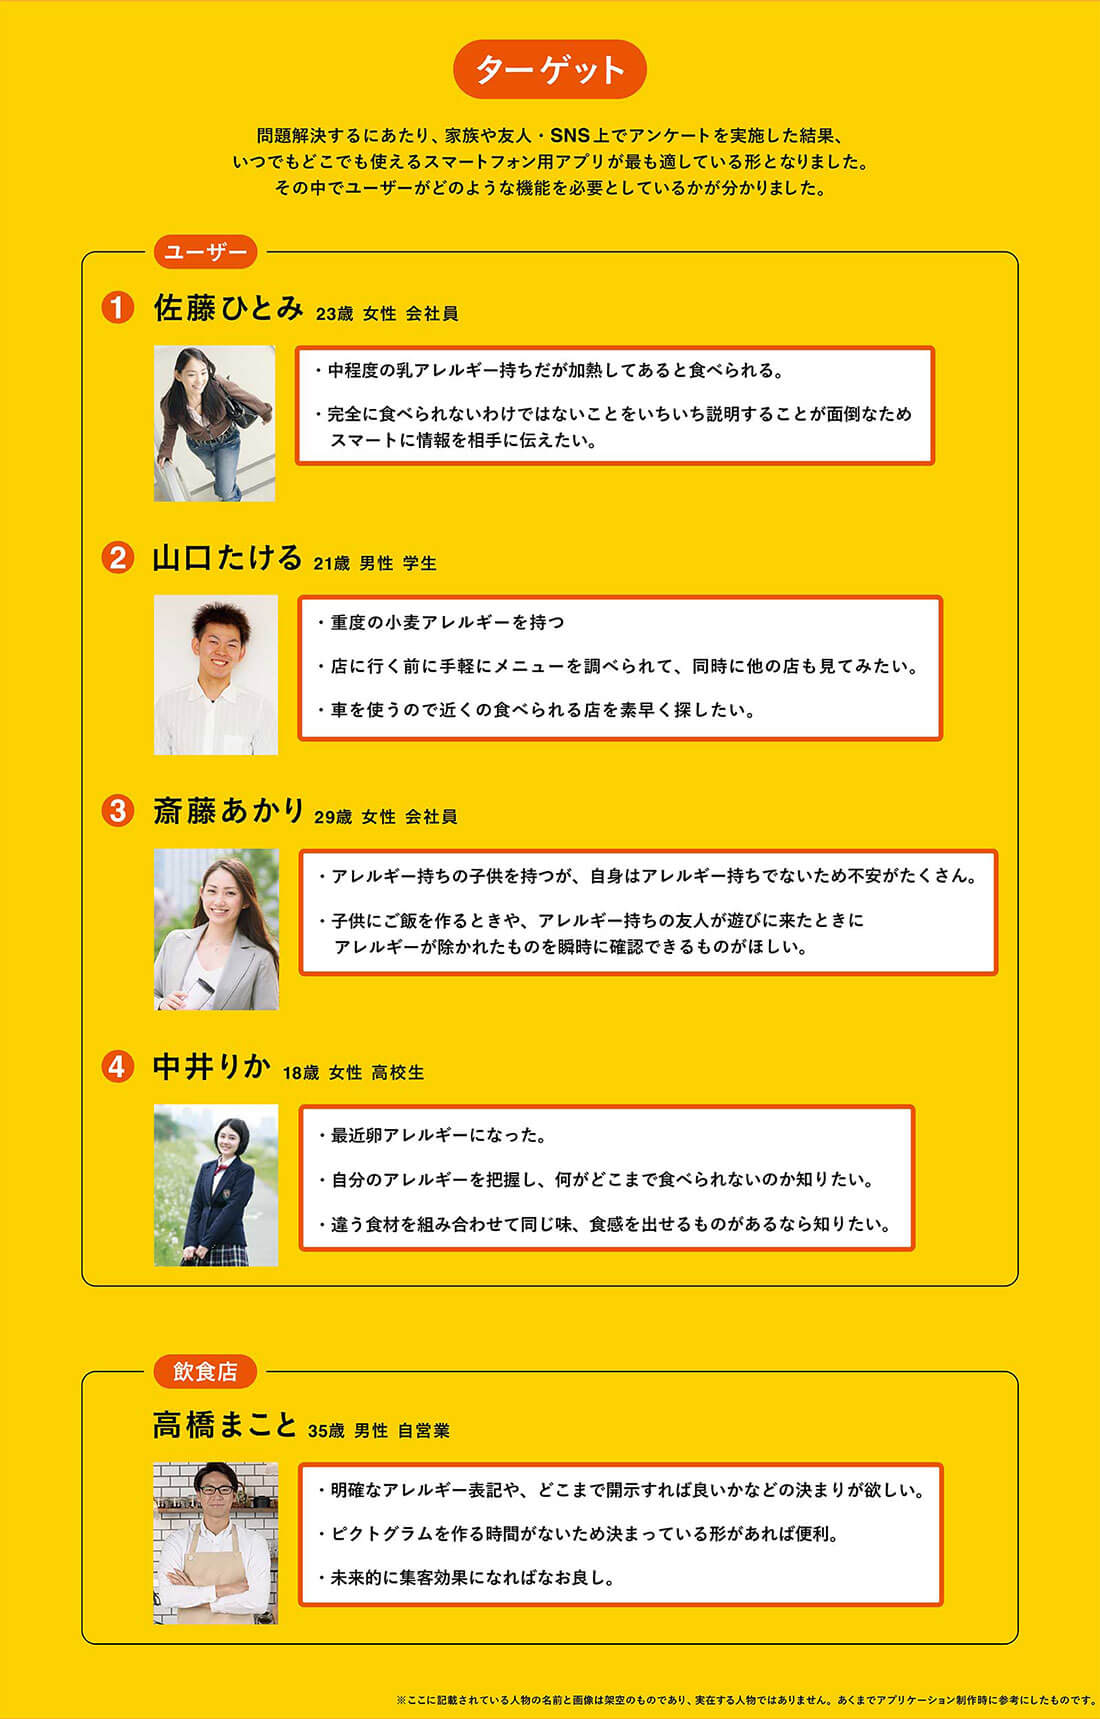 ターゲット
問題解決するにあたり、家族や友人・SNS上でアンケートを実施した結果、
いつでもどこでも使えるスマートフォン用アプリが最も適している形となりました。
その中でユーザーがどのような機能を必要としているかが分かりました。
ユーザー
1 佐藤ひとみ 23歳 女性 会社員
・中程度の乳アレルギー持ちだが加熱してあると食べられる。
・完全に食べられないわけではないことをいちいち説明することが面倒なため
スマートに情報を相手に伝えたい。
2 山口たける 21歳 男性 学生
・重度の小麦アレルギーを持つ
・店に行く前に手軽にメニューを調べられて、同時に他の店も見てみたい。
・車を使うので近くの食べられる店を素早く探したい。
3 斎藤あかり 29歳 女性 会社員
・アレルギー持ちの子供を持つが、自身はアレルギー持ちでないため不安がたくさん。
・子供にご飯を作るときや、アレルギー持ちの友人が遊びに来たときに
アレルギーが除かれたものを瞬時に確認できるものがほしい。
4 中井りか 18歳 女性 高校生
・最近卵アレルギーになった。
・自分のアレルギーを把握し、何がどこまで食べられないのか知りたい。
・違う食材を組み合わせて同じ味、食感を出せるものがあるなら知りたい。
飲食店
高橋まこと 35歳 男性 自営業
・明確なアレルギー表記や、どこまで開示すれば良いかなどの決まりが欲しい。
・ピクトグラムを作る時間がないため決まっている形があれば便利。
・未来的に集客効果になればなお良し。
※ここに記載されている人物の名前と画像は架空のものであり、実在する人物ではありません。あくまでアプリケーション制作時に参考にしたものです。